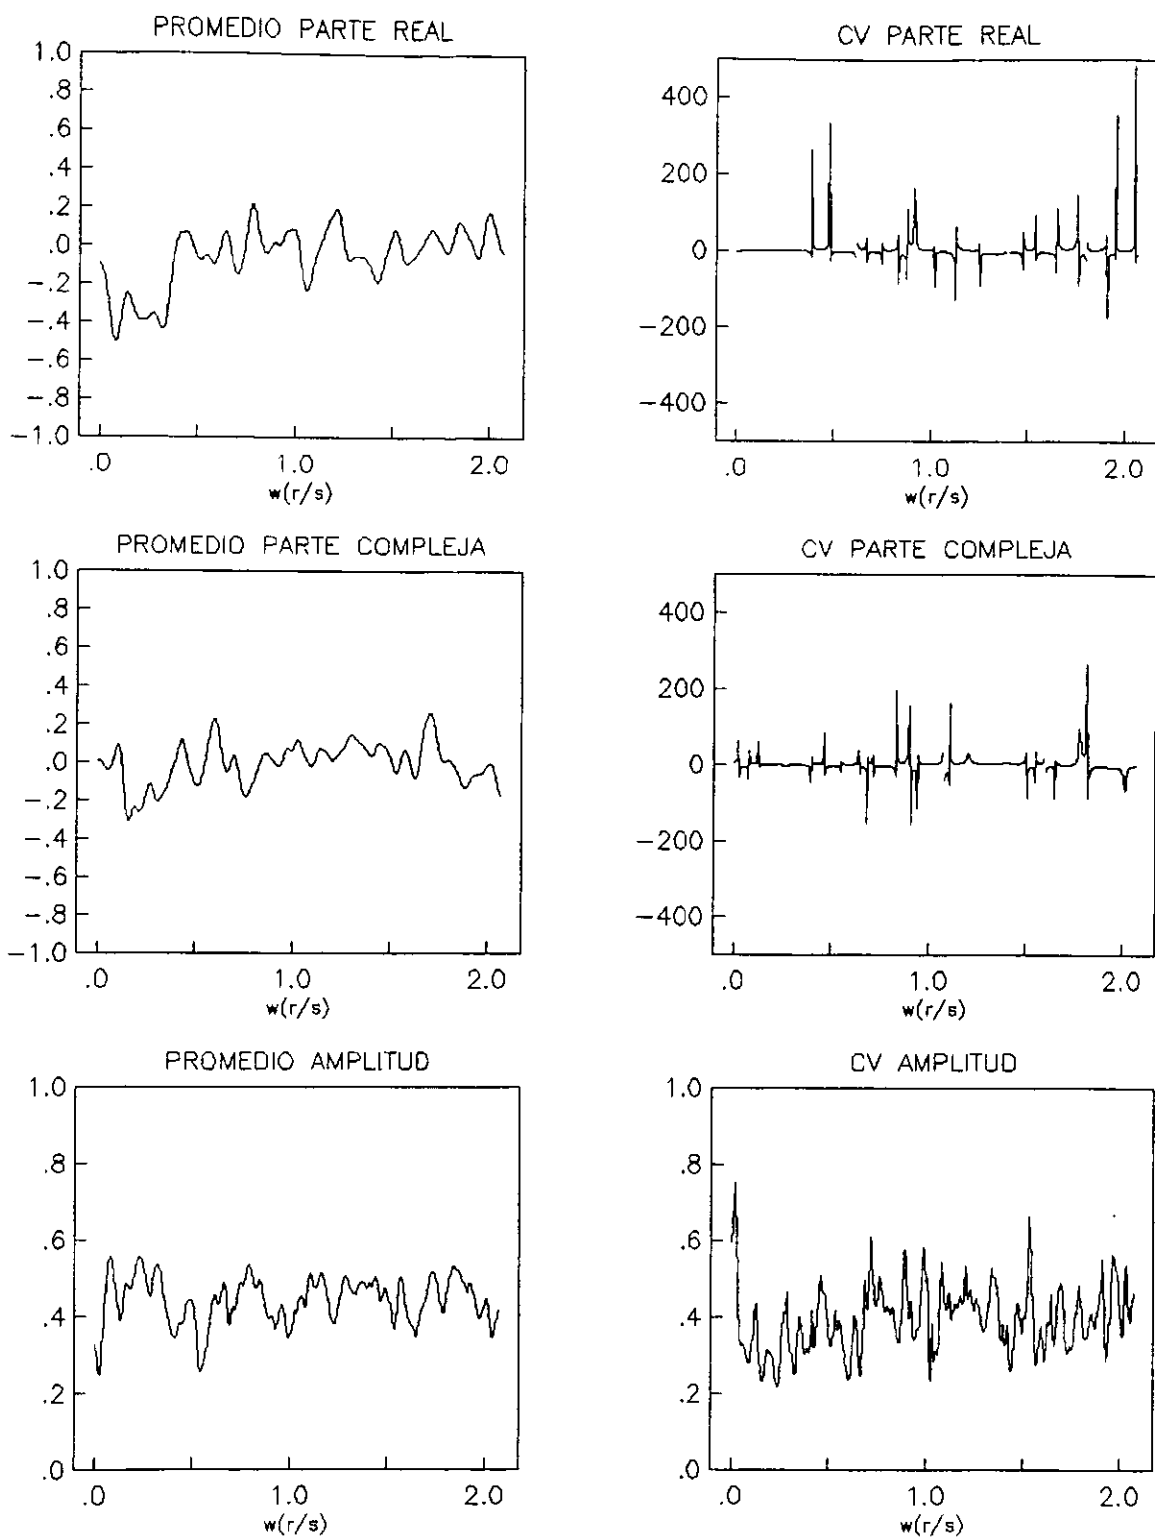 PROMEDIO PARTE REAL
1.0
.8
.6
.4
.2
.0
-.2
-.4
-.6
-.8
-1.0
.0 1.0 2.0
w(r/s)
CV PARTE REAL
400
200
0
-200
-400
.0 1.0 2.0
w(r/s)
PROMEDIO PARTE COMPLEJA
1.0
.8
.6
.4
.2
.0
-.2
-.4
-.6
-.8
-1.0
.0 1.0 2.0
w(r/s)
CV PARTE COMPLEJA
400
200
0
-200
-400
.0 1.0 2.0
w(r/s)
PROMEDIO AMPLITUD
1.0
.8
.6
.4
.2
.0
.0 1.0 2.0
w(r/s)
CV AMPLITUD
1.0
.8
.6
.4
.2
.0
.0 1.0 2.0
w(r/s)